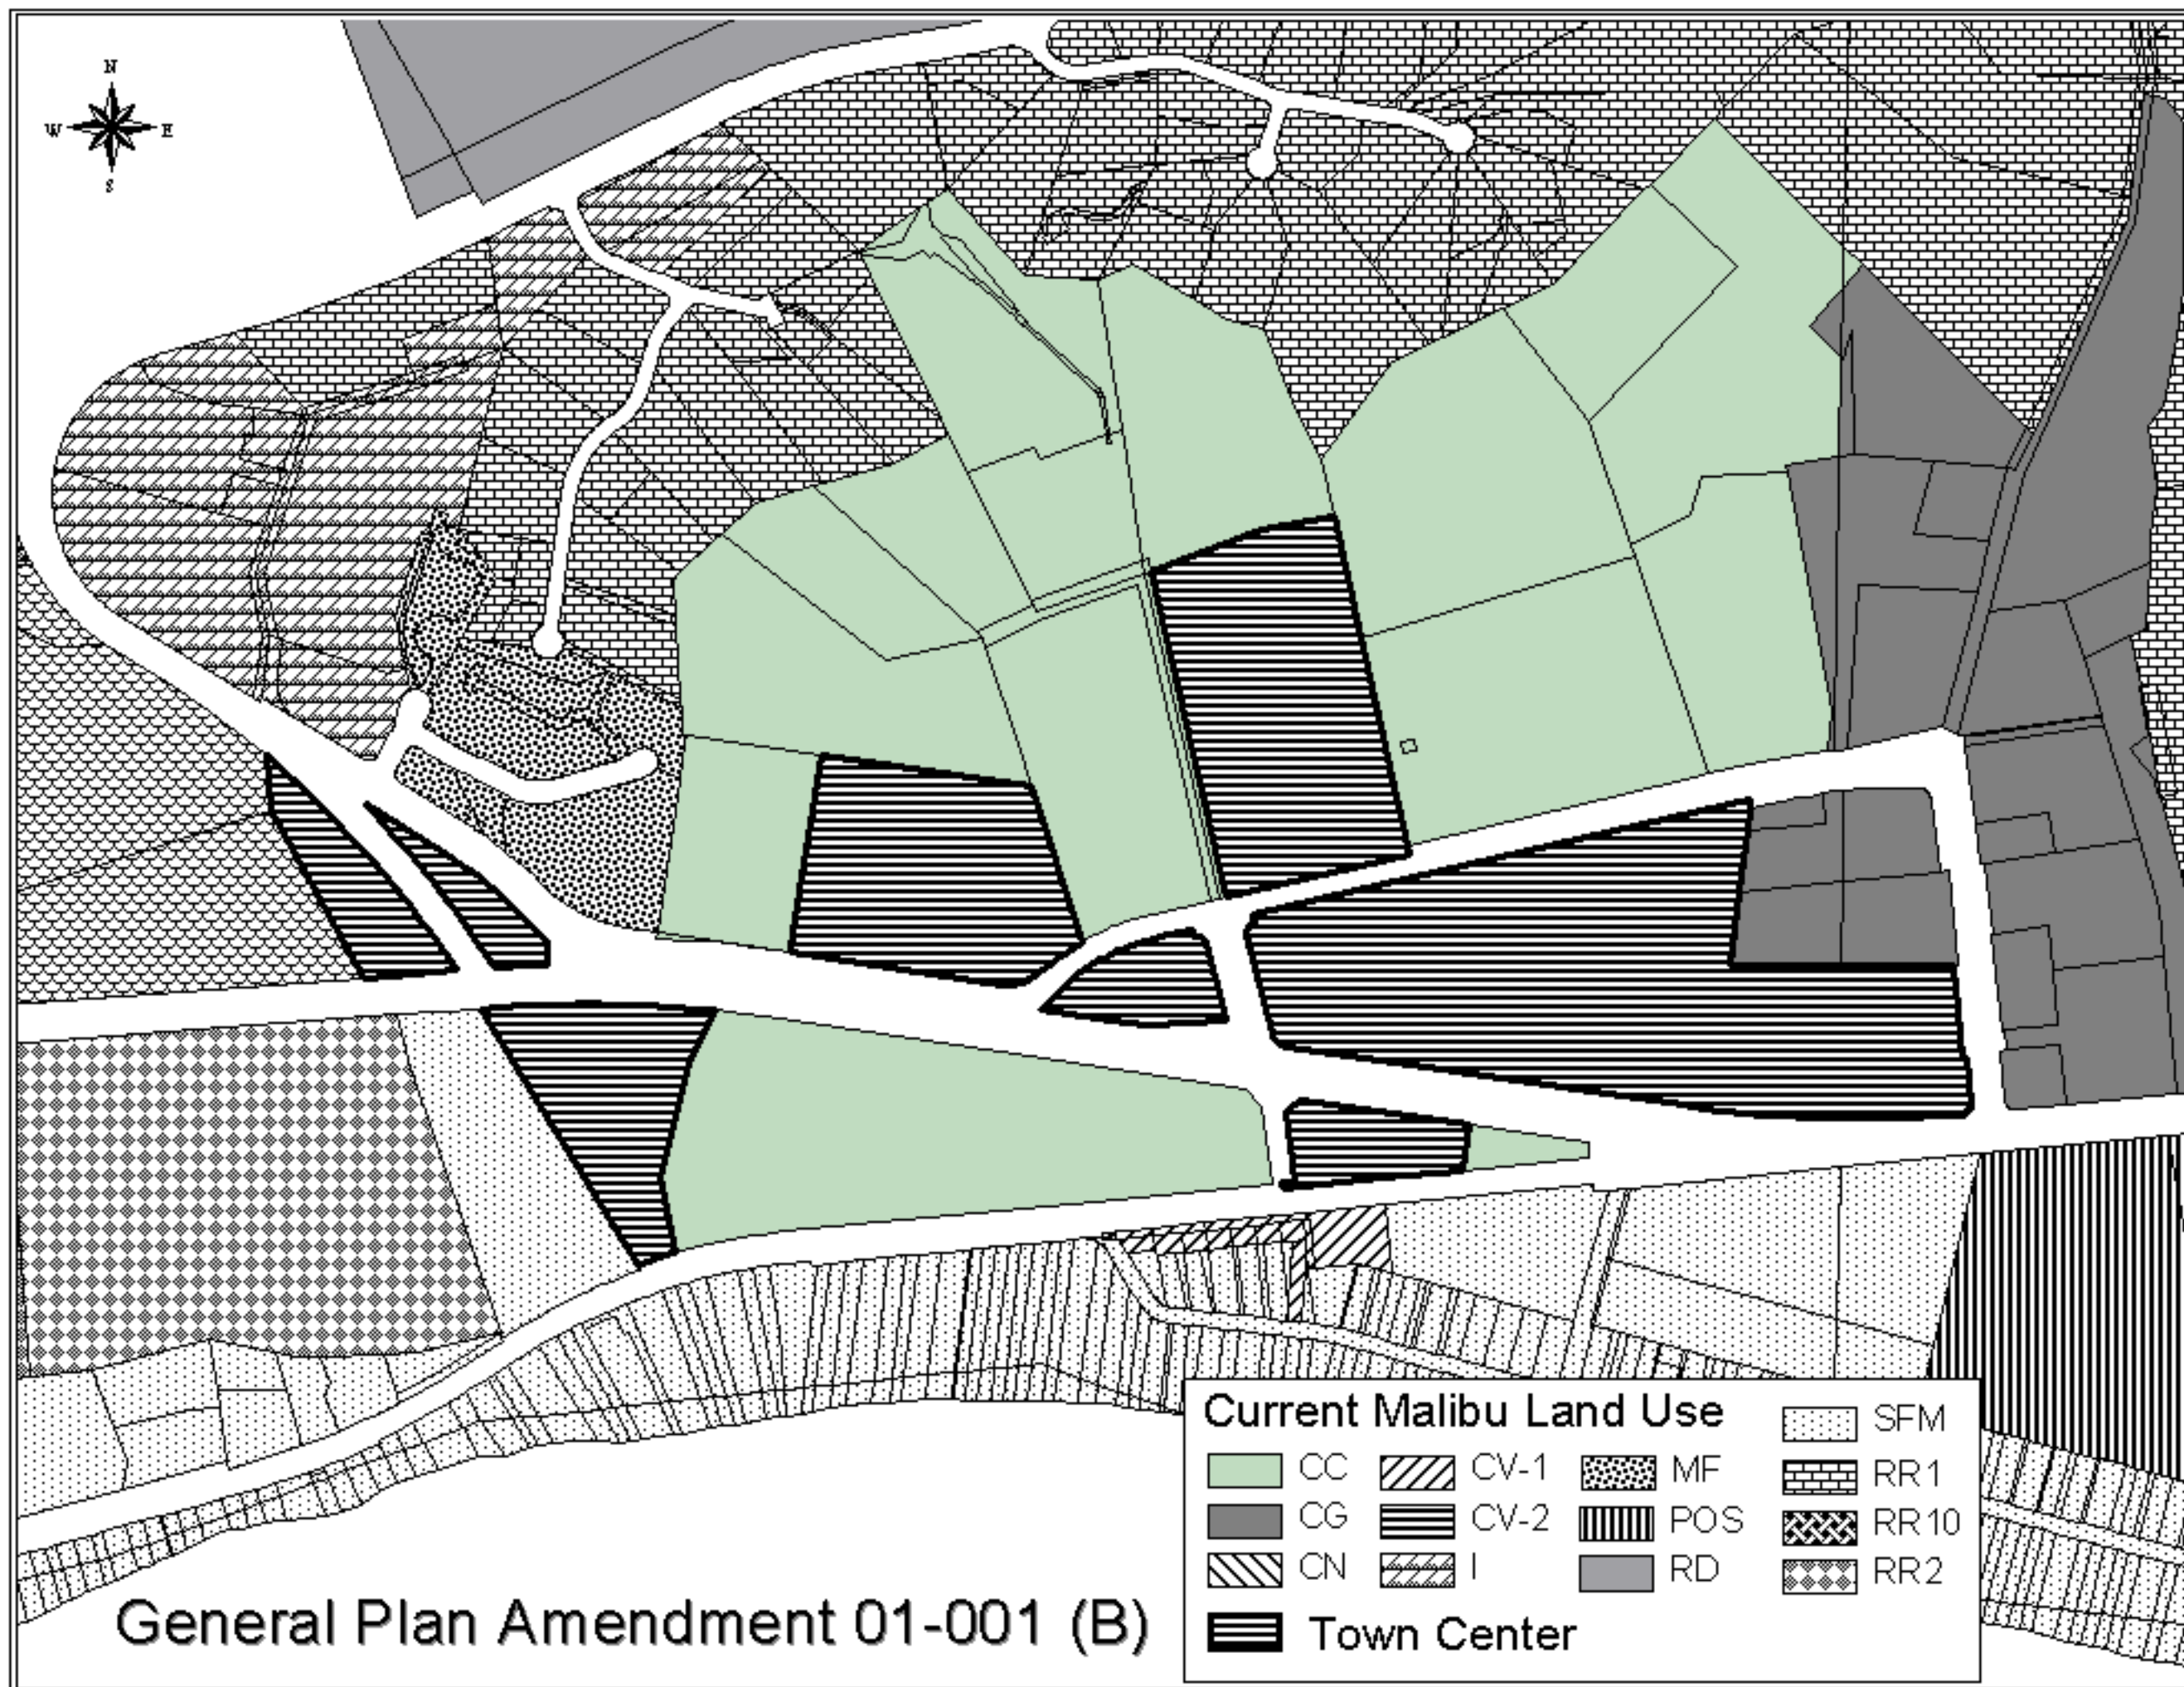 N
W E
S
Current Malibu Land Use
CC CV-1 MF SFM
CG CV-2 POS RR1
CN I RD RR10
RR2
Town Center
General Plan Amendment 01-001 (B)